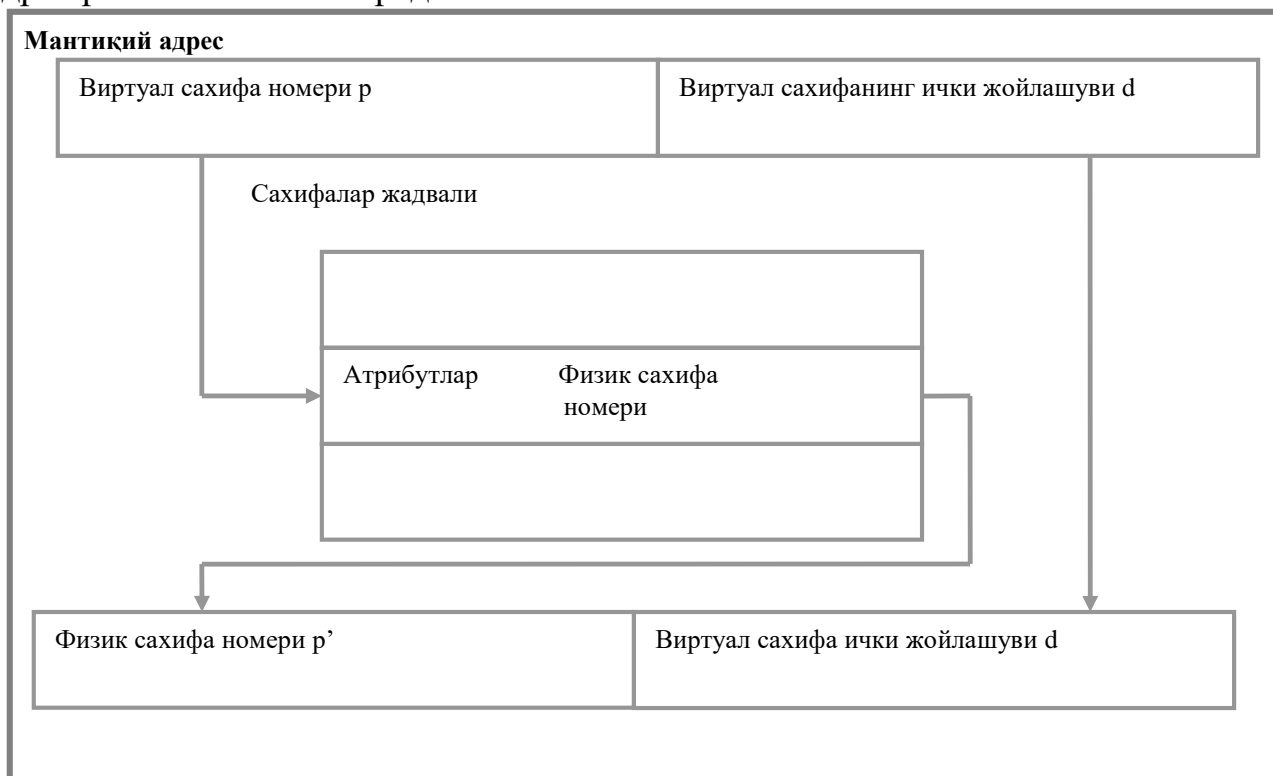 Мантиқий адрес
Виртуал сахифа номери p
Виртуал сахифанинг ички жойлашуви d
Сахифалар жадвали
Атрибутлар Физик сахифа
номери
Физик сахифа номери p’
Виртуал сахифа ички жойлашуви d